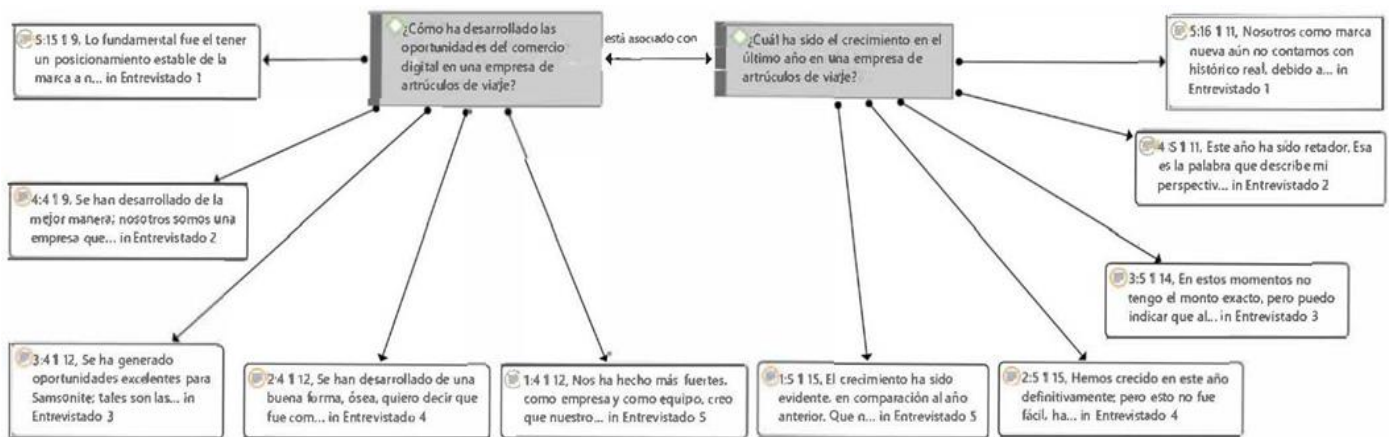 5:15 ¶ 9, Lo fundamental fue el tener
un posicionamiento estable de la
marca a n... in Entrevistado 1
¿Cómo ha desarrollado las
oportunidades del comercio
digital en una empresa de
artrúculos de viaje?
está asociado con
¿Cuál ha sido el crecimiento en el
último año en una empresa de
artrúculos de viaje?
5:16 ¶ 11, Nosotros como marca
nueva aún no contamos con
histórico real, debido a... in
Entrevistado 1
4:5 ¶ 11, Este año ha sido retador. Esa
es la palabra que describe mi
perspectiv... in Entrevistado 2
4:4 ¶ 9, Se han desarrollado de la
mejor manera; nosotros somos una
empresa que... in Entrevistado 2
3:5 ¶ 14, En estos momentos no
tengo el monto exacto, pero puedo
indicar que al... in Entrevistado 3
3:4 ¶ 12, Se ha generado
oportunidades excelentes para
Samsonite; tales son las... in
Entrevistado 3
2:4 ¶ 12, Se han desarrollado de una
buena forma, ósea, quiero decir que
fue com... in Entrevistado 4
1:4 ¶ 12, Nos ha hecho más fuertes,
como empresa y como equipo, creo
que nuestro... in Entrevistado 5
1:5 ¶ 15, El crecimiento ha sido
evidente, en comparación al año
anterior. Que n... in Entrevistado 5
2:5 ¶ 15, Hemos crecido en este año
definitivamente; pero esto no fue
fácil, ha... in Entrevistado 4